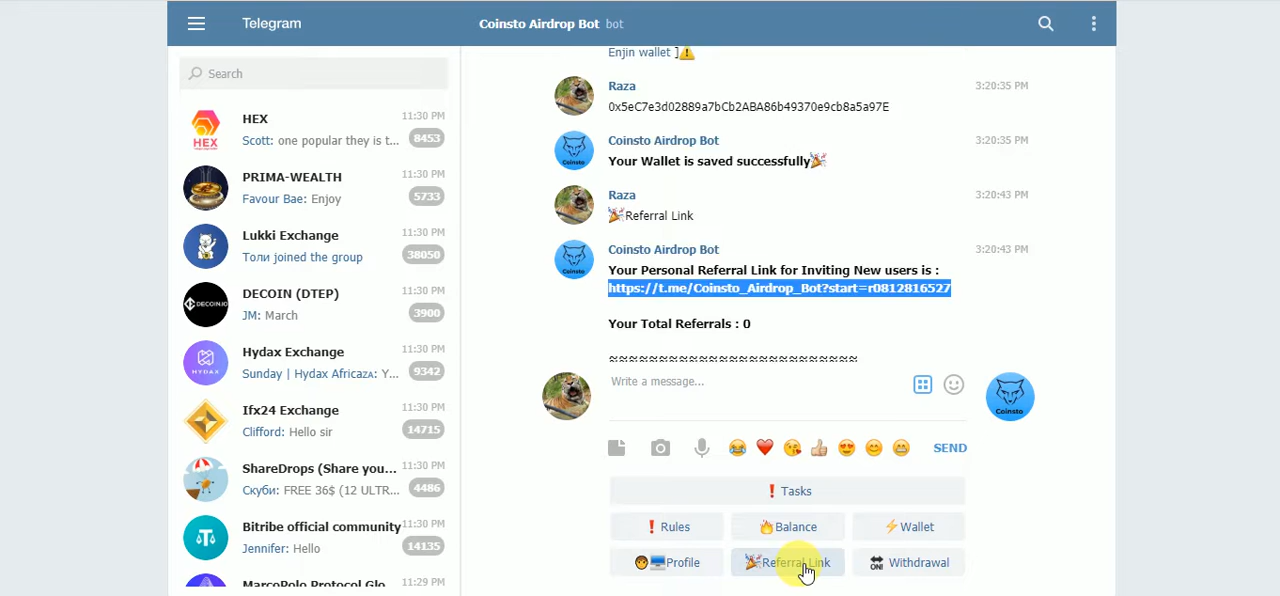 Telegram
Coinsto Airdrop Bot bot
Search
HEX 11:30 PM
Scott: one popular they is t... 8453
PRIMA-WEALTH 11:30 PM
Favour Bae: Enjoy 5733
Lukki Exchange 11:30 PM
Толи joined the group 38050
DECOIN (DTEP) 11:30 PM
JM: March 3900
Hydax Exchange 11:30 PM
Sunday | Hydax Africaza: Y... 9342
Ifx24 Exchange 11:30 PM
Clifford: Hello sir 14715
ShareDrops (Share you... 11:30 PM
Скуби: FREE 36$ (12 ULTR... 4486
Bitribe official community 11:30 PM
Jennifer: Hello 14135
MarcoPolo Protocol Glo 11:29 PM
HEX
DECOIN.IO
HYDAX
Enjin wallet ]⚠️
Raza 3:20:35 PM
0x5eC7e3d02889a7bCb2ABA86b49370e9cb8a5a97E
Coinsto Airdrop Bot 3:20:35 PM
Your Wallet is saved successfully🎉
Coinsto
Raza 3:20:43 PM
🎉Referral Link
Coinsto Airdrop Bot 3:20:43 PM
Your Personal Referral Link for Inviting New users is :
https://t.me/Coinsto_Airdrop_Bot?start=r0812816527
Coinsto
Your Total Referrals : 0
≈≈≈≈≈≈≈≈≈≈≈≈≈≈≈≈≈≈≈≈≈≈≈≈≈
Write a message...
Coinsto
SEND
❗ Tasks
❗ Rules
🔥Balance
⚡Wallet
🧑💻Profile
🎉Referral Link
🔛 Withdrawal